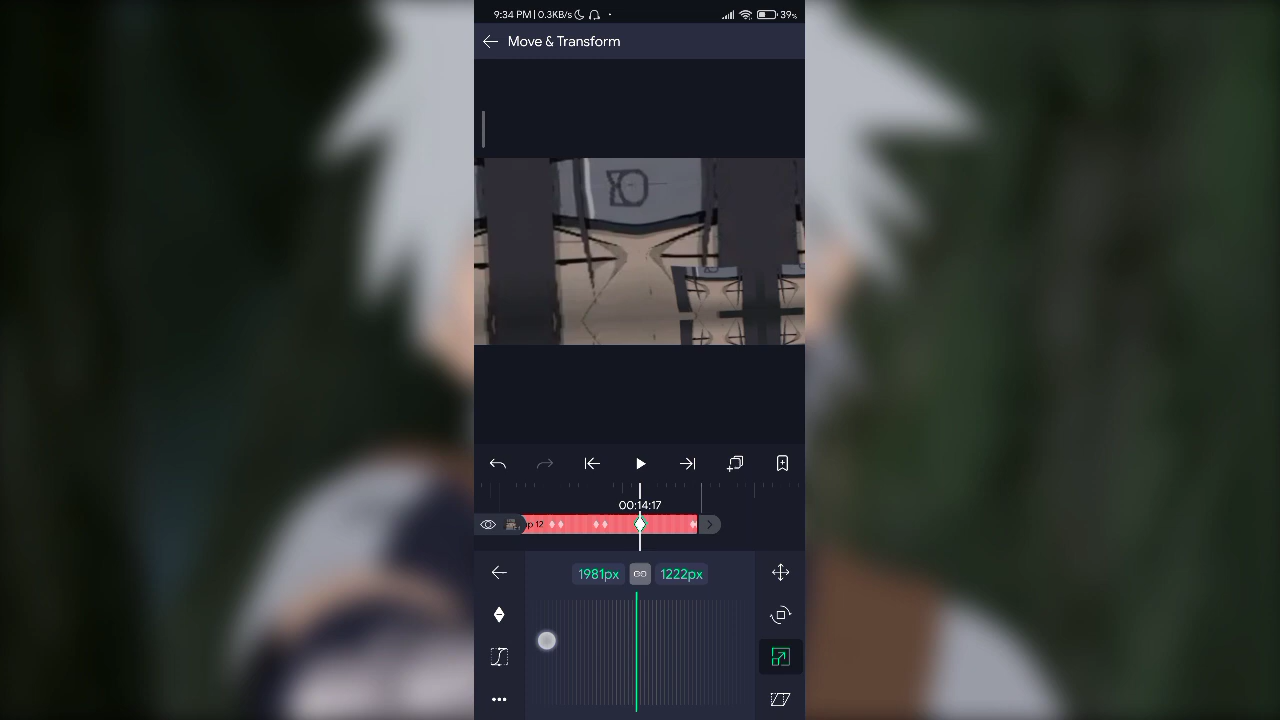 9:34 PM | 0.3KB/s
39%
Move & Transform
00:14:17
p 12
1981px
1222px